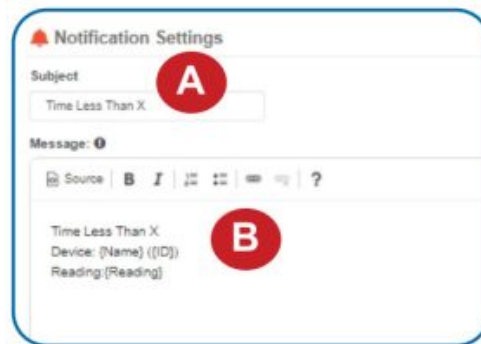 Notification Settings
Subject
A
Time Less Than X
Message:
Source B I ?
Time Less Than X
Device: {Name} ({ID})
B
Reading:{Reading}